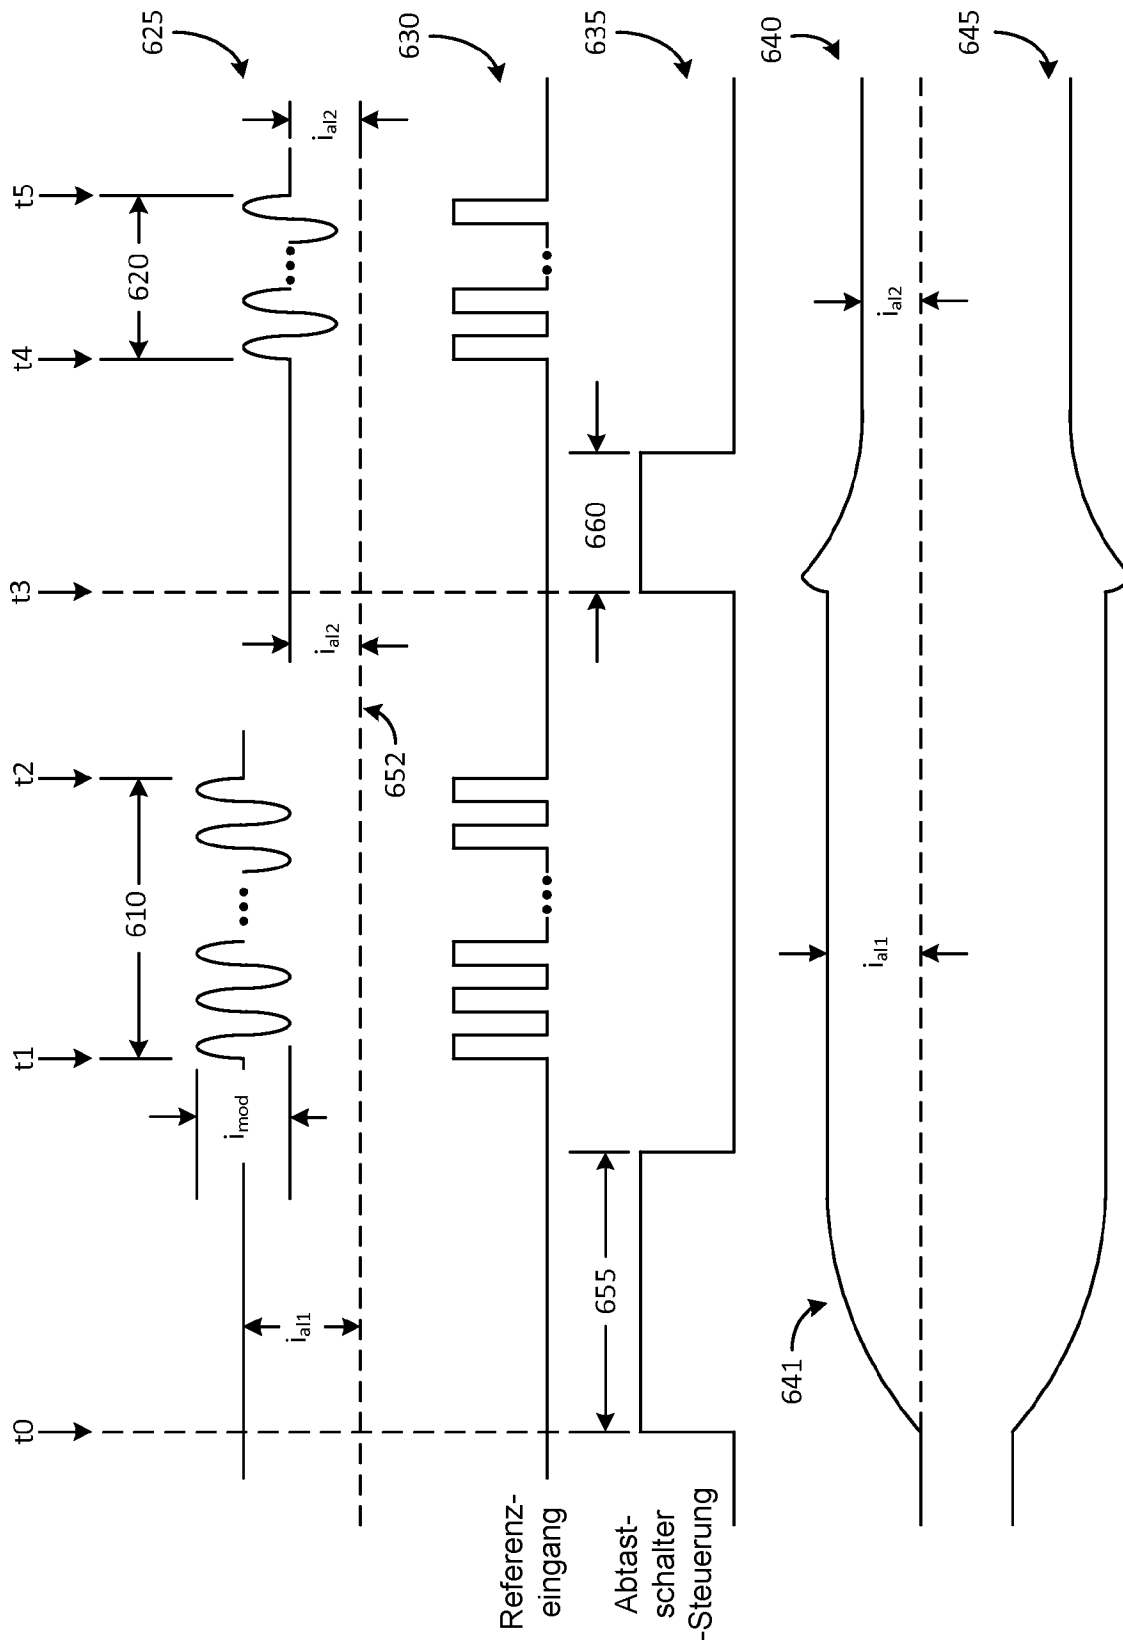 t0
t1
t2
t3
t4
t5
610
620
625
i_al1
i_mod
i_al2
i_al2
652
Referenz-
eingang
630
Abtast-
schalter
-Steuerung
655
660
635
641
i_al1
i_al2
640
645